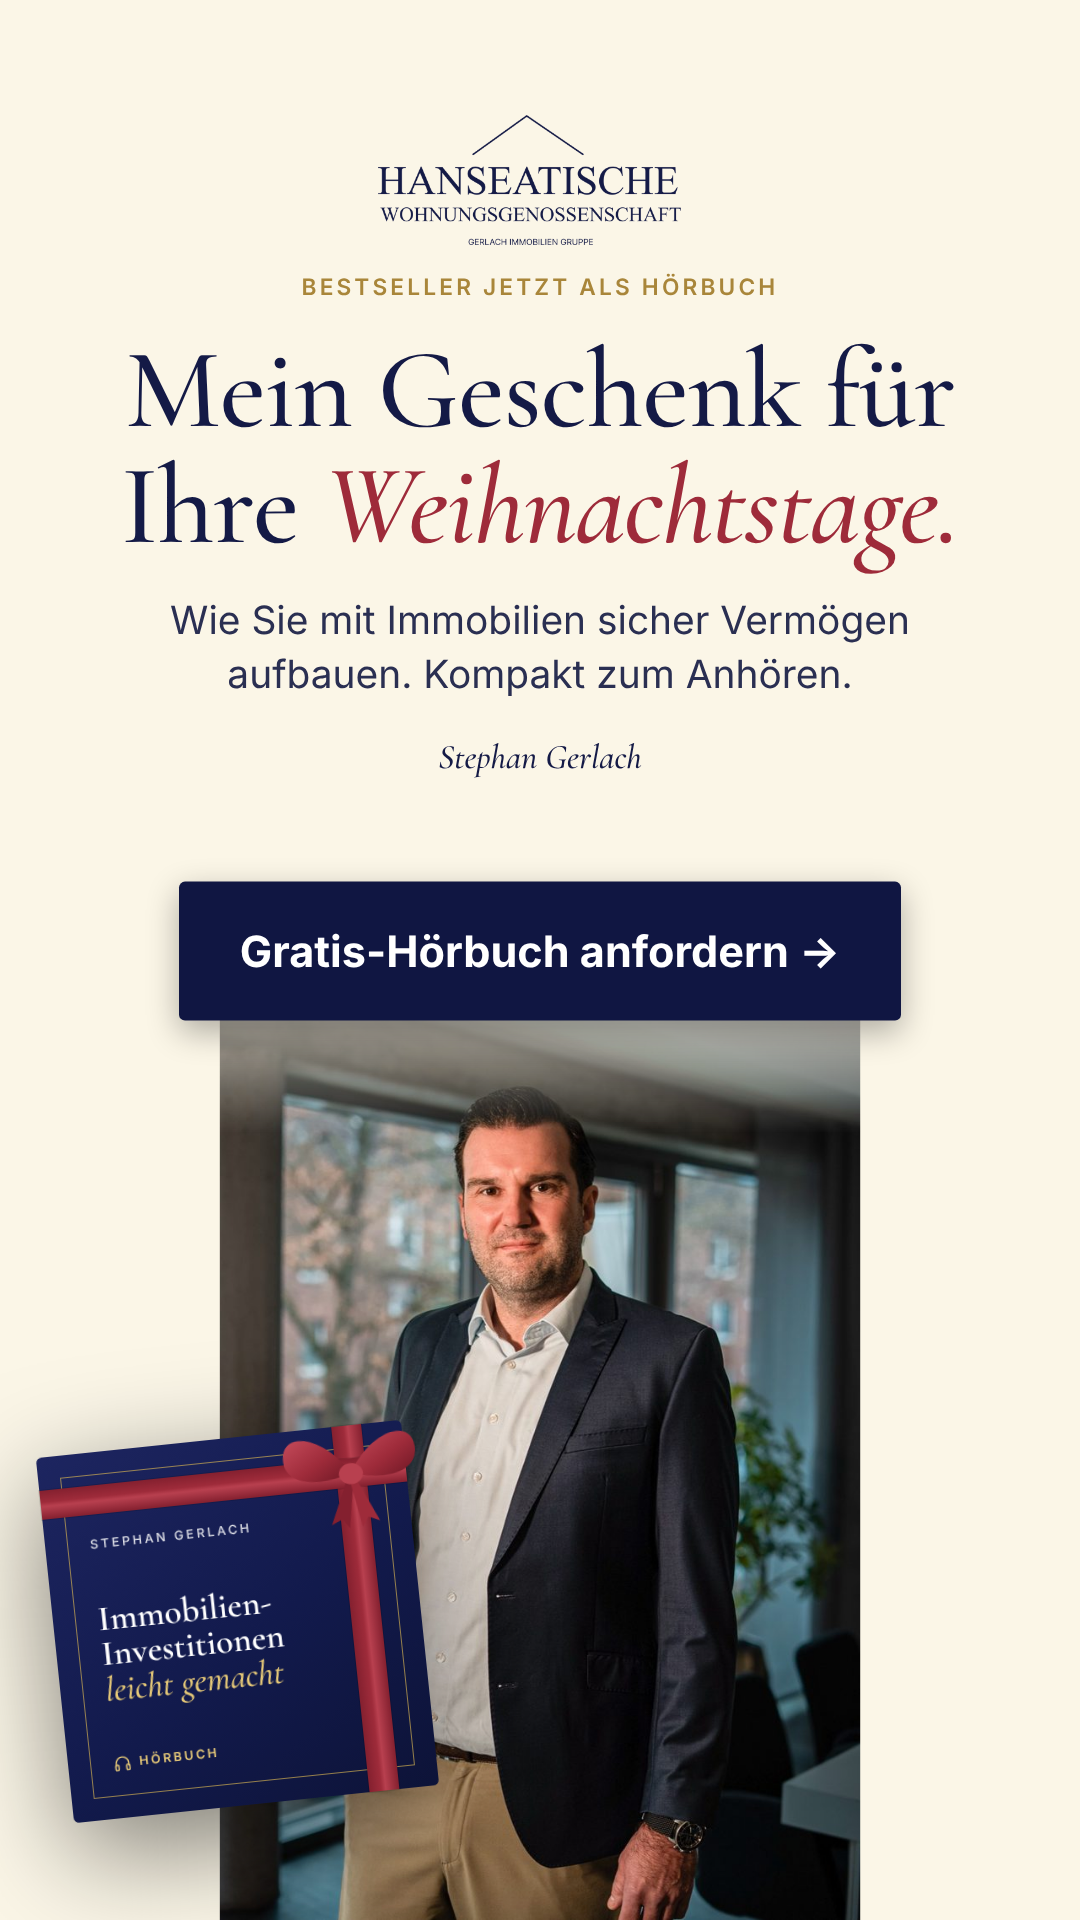 HANSEATISCHE
WOHNUNGSGENOSSENSCHAFT
GERLACH IMMOBILIEN GRUPPE
BESTSELLER JETZT ALS HÖRBUCH
Mein Geschenk für
Ihre Weihnachtstage.
Wie Sie mit Immobilien sicher Vermögen
aufbauen. Kompakt zum Anhören.
Stephan Gerlach
Gratis-Hörbuch anfordern →
STEPHAN GERLACH
Immobilien-
Investitionen
leicht gemacht
HÖRBUCH